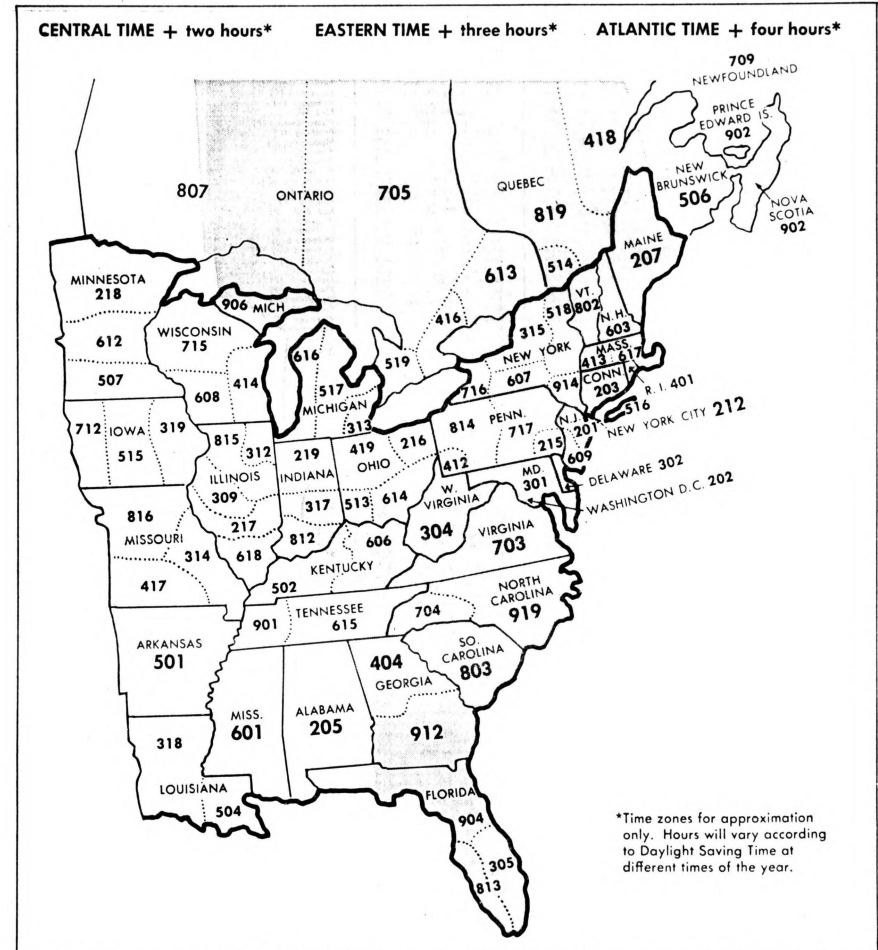 CENTRAL TIME + two hours*
EASTERN TIME + three hours*
ATLANTIC TIME + four hours*
709
NEWFOUNDLAND
PRINCE
EDWARD IS.
902
418
QUEBEC
NEW
BRUNSWICK
506
807
ONTARIO
705
819
NOVA
SCOTIA
902
MAINE
207
613
514
MINNESOTA
218
906 MICH
VT.
802
518
416
N.H.
603
WISCONSIN
715
612
315
616
519
NEW YORK
MASS
413
617
507
414
517
716
607
914
CONN
203
R. I. 401
608
MICHIGAN
516
313
712
IOWA
319
814
PENN.
N.J.
201
NEW YORK CITY 212
815
717
419
216
515
312
219
OHIO
215
609
ILLINOIS
INDIANA
412
MD.
301
DELAWARE 302
309
W.
VIRGINIA
WASHINGTON D.C. 202
317
513
614
816
217
304
VIRGINIA
703
MISSOURI
812
606
314
618
KENTUCKY
417
502
NORTH
CAROLINA
919
TENNESSEE
704
901
615
SO.
CAROLINA
803
ARKANSAS
501
404
GEORGIA
MISS.
601
ALABAMA
205
912
318
LOUISIANA
504
FLORIDA
904
305
813
*Time zones for approximation
only. Hours will vary according
to Daylight Saving Time at
different times of the year.